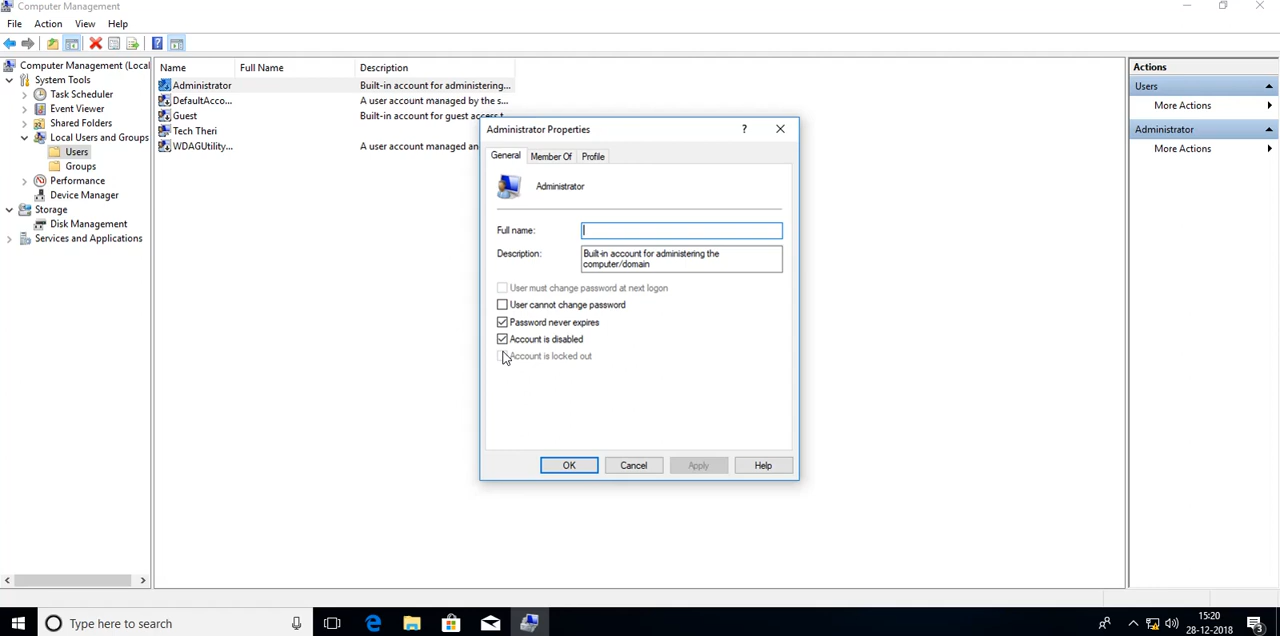 Computer Management
File Action View Help
Computer Management (Local
System Tools
Task Scheduler
Event Viewer
Shared Folders
Local Users and Groups
Users
Groups
Performance
Device Manager
Storage
Disk Management
Services and Applications
Name Full Name Description
Administrator Built-in account for administering...
DefaultAcco... A user account managed by the s...
Guest Built-in account for guest access t
Tech Theri
WDAGUtility... A user account managed an
Administrator Properties ?
General Member Of Profile
Administrator
Full name:
Description: Built-in account for administering the
computer/domain
User must change password at next logon
User cannot change password
Password never expires
Account is disabled
Account is locked out
OK Cancel Apply Help
Actions
Users
More Actions
Administrator
More Actions
Type here to search
15:20
28-12-2018
3